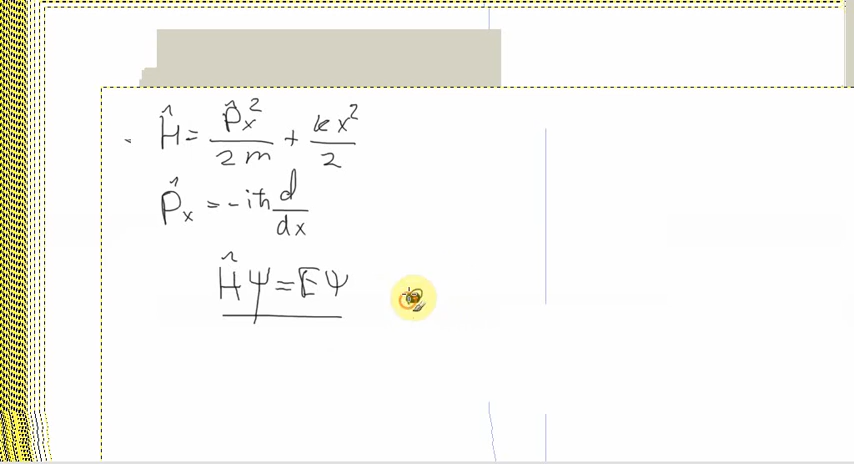 Ĥ = P̂ₓ²/2m + kx²/2
P̂ₓ = -iħ d/dx
ĤΨ = EΨ